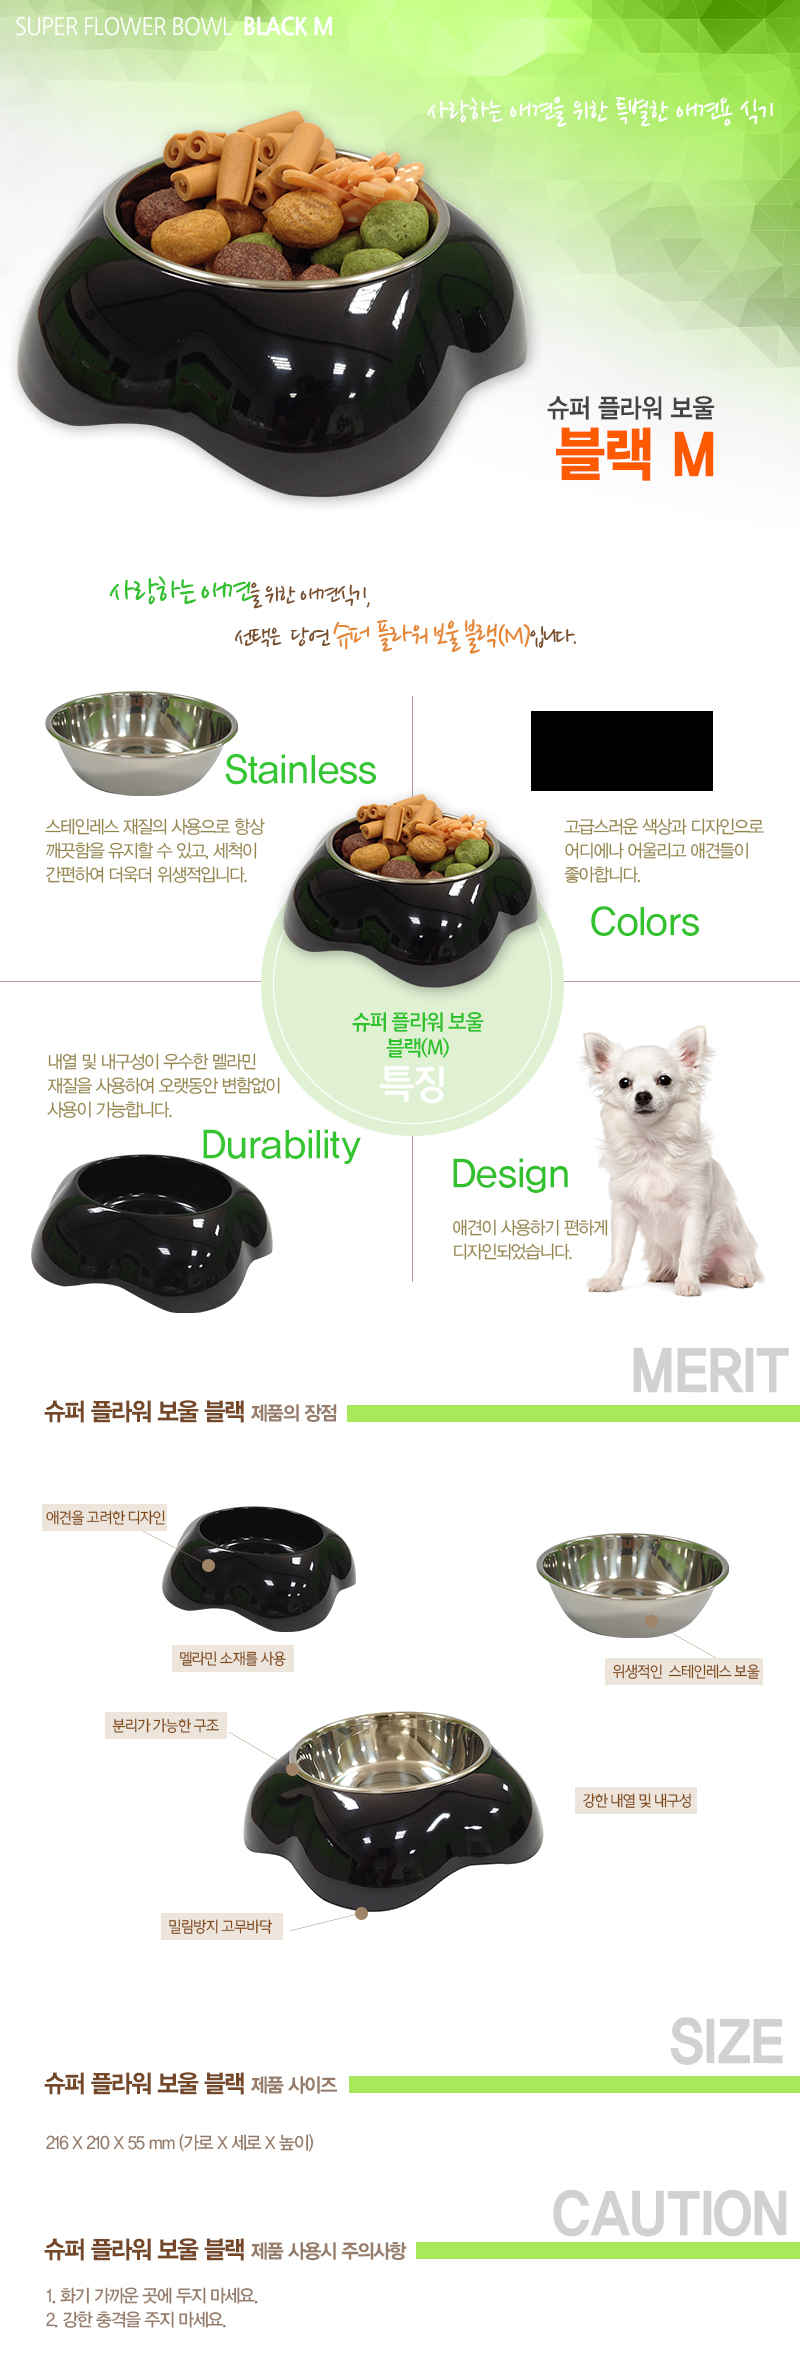 SUPER FLOWER BOWL BLACK M
사랑하는 애견을 위한 특별한 애견용 식기
슈퍼 플라워 보울
블랙 M
사랑하는 애견을 위한 애견식기,
선택은 당연 슈퍼 플라워 보울 블랙(M)입니다.
Stainless
스테인레스 재질의 사용으로 항상
깨끗함을 유지할 수 있고, 세척이
간편하여 더욱더 위생적입니다.
고급스러운 색상과 디자인으로
어디에나 어울리고 애견들이
좋아합니다.
Colors
슈퍼 플라워 보울
블랙(M)
특징
내열 및 내구성이 우수한 멜라민
재질을 사용하여 오랫동안 변함없이
사용이 가능합니다.
Durability
Design
애견이 사용하기 편하게
디자인되었습니다.
MERIT
슈퍼 플라워 보울 블랙 제품의 장점
애견을 고려한 디자인
멜라민 소재를 사용
위생적인 스테인레스 보울
분리가 가능한 구조
강한 내열 및 내구성
밀림방지 고무바닥
SIZE
슈퍼 플라워 보울 블랙 제품 사이즈
216 X 210 X 55 mm (가로 X 세로 X 높이)
CAUTION
슈퍼 플라워 보울 블랙 제품 사용시 주의사항
1. 화기 가까운 곳에 두지 마세요.
2. 강한 충격을 주지 마세요.